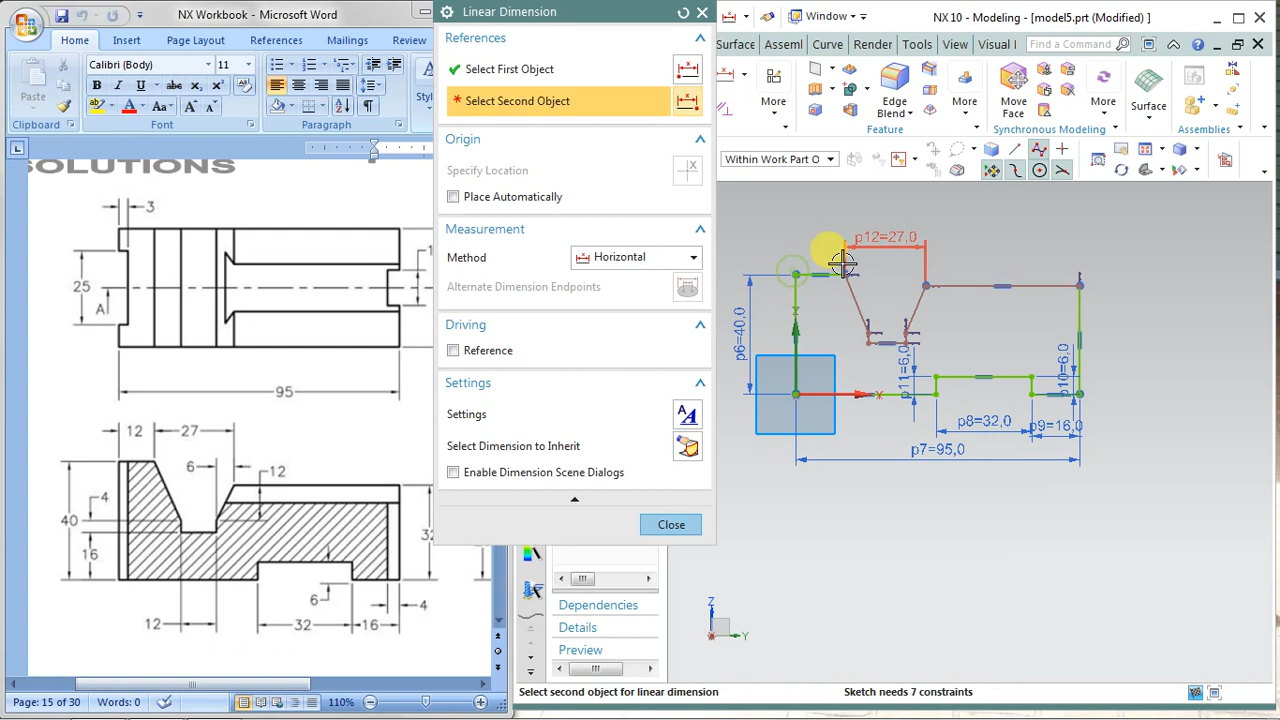 NX Workbook - Microsoft Word
Home
Insert
Page Layout
References
Mailings
Review
Paste
Calibri (Body)
11
Clipboard
Font
Paragraph
SOLUTIONS
3
25
A
95
12
27
6
12
4
40
16
32
6
4
12
32
16
Page: 15 of 30
Words: 0
110%
Linear Dimension
References
Select First Object
* Select Second Object
Origin
Specify Location
Place Automatically
Measurement
Method
Horizontal
Alternate Dimension Endpoints
Driving
Reference
Settings
Settings
Select Dimension to Inherit
Enable Dimension Scene Dialogs
Close
Dependencies
Details
Preview
Window
NX 10 - Modeling - [model5.prt (Modified) ]
Surface
Assembl
Curve
Render
Tools
View
Visual I
Find a Command
More
Edge
Blend
More
Move
Face
More
Surface
Feature
Synchronous Modeling
Assemblies
Within Work Part O
p12=27,0
p6=40,0
Z
X
p11=6,0
p10=6,0
p8=32,0
p9=16,0
p7=95,0
Z
X
Y
Select second object for linear dimension
Sketch needs 7 constraints